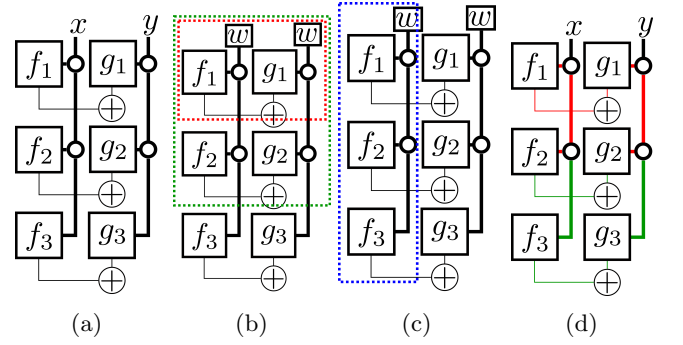 x y
f₁ g₁
f₂ g₂
f₃ g₃
(a)
w w
f₁ g₁
f₂ g₂
f₃ g₃
(b)
w w
f₁ g₁
f₂ g₂
f₃ g₃
(c)
x y
f₁ g₁
f₂ g₂
f₃ g₃
(d)